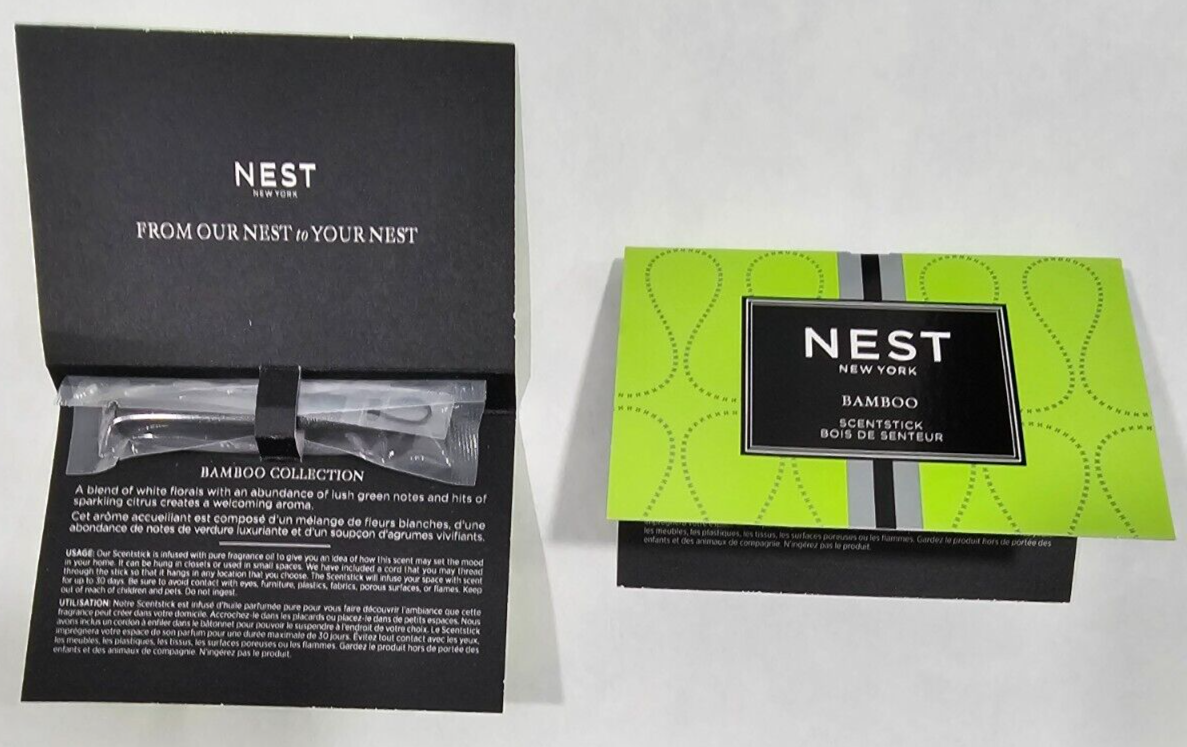 NEST
NEW YORK
FROM OUR NEST to YOUR NEST
BAMBOO COLLECTION
A blend of white florals with an abundance of lush green notes and hits of
sparkling citrus creates a welcoming aroma.
Cet arôme accueillant est composé d'un mélange de fleurs blanches, d'une
abondance de notes de verdure luxuriante et d'un soupçon d'agrumes vivifiants.
USAGE: Our Scentstick is infused with pure fragrance oil to give you an idea of how this scent may set the mood
in your home. It can be hung in closets or used in small spaces. We have included a cord that you may thread
through the stick so that it hangs in any location that you choose. The Scentstick will infuse your space with scent
for up to 30 days. Be sure to avoid contact with eyes, furniture, plastics, fabrics, porous surfaces, or flames. Keep
out of reach of children and pets. Do not ingest.
UTILISATION: Notre Scentstick est infusé d'huile parfumée pure pour vous faire découvrir l'ambiance que cette
fragrance peut créer dans votre domicile. Accrochez-le dans les placards ou placez-le dans de petits espaces. Nous
avons inclus un cordon à enfiler dans le bâtonnet pour pouvoir le suspendre à l'endroit de votre choix. Le Scentstick
imprégnera votre espace de son parfum pour une durée maximale de 30 jours. Évitez tout contact avec les yeux,
les meubles, les plastiques, les tissus, les surfaces poreuses ou les flammes. Gardez le produit hors de portée des
enfants et des animaux de compagnie. N'ingérez pas le produit.
NEST
NEW YORK
BAMBOO
SCENTSTICK
BOIS DE SENTEUR
les meubles, les plastiques, les tissus, les surfaces poreuses ou les flammes. Gardez le produit hors de portée des
enfants et des animaux de compagnie. N'ingérez pas le produit.